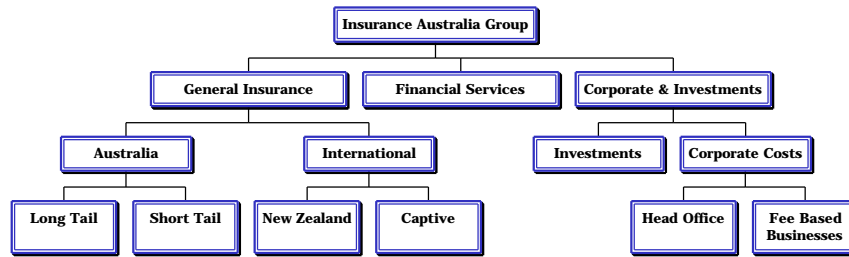 Insurance Australia Group
General Insurance
Financial Services
Corporate & Investments
Australia
International
Investments
Corporate Costs
Long Tail
Short Tail
New Zealand
Captive
Head Office
Fee Based
Businesses